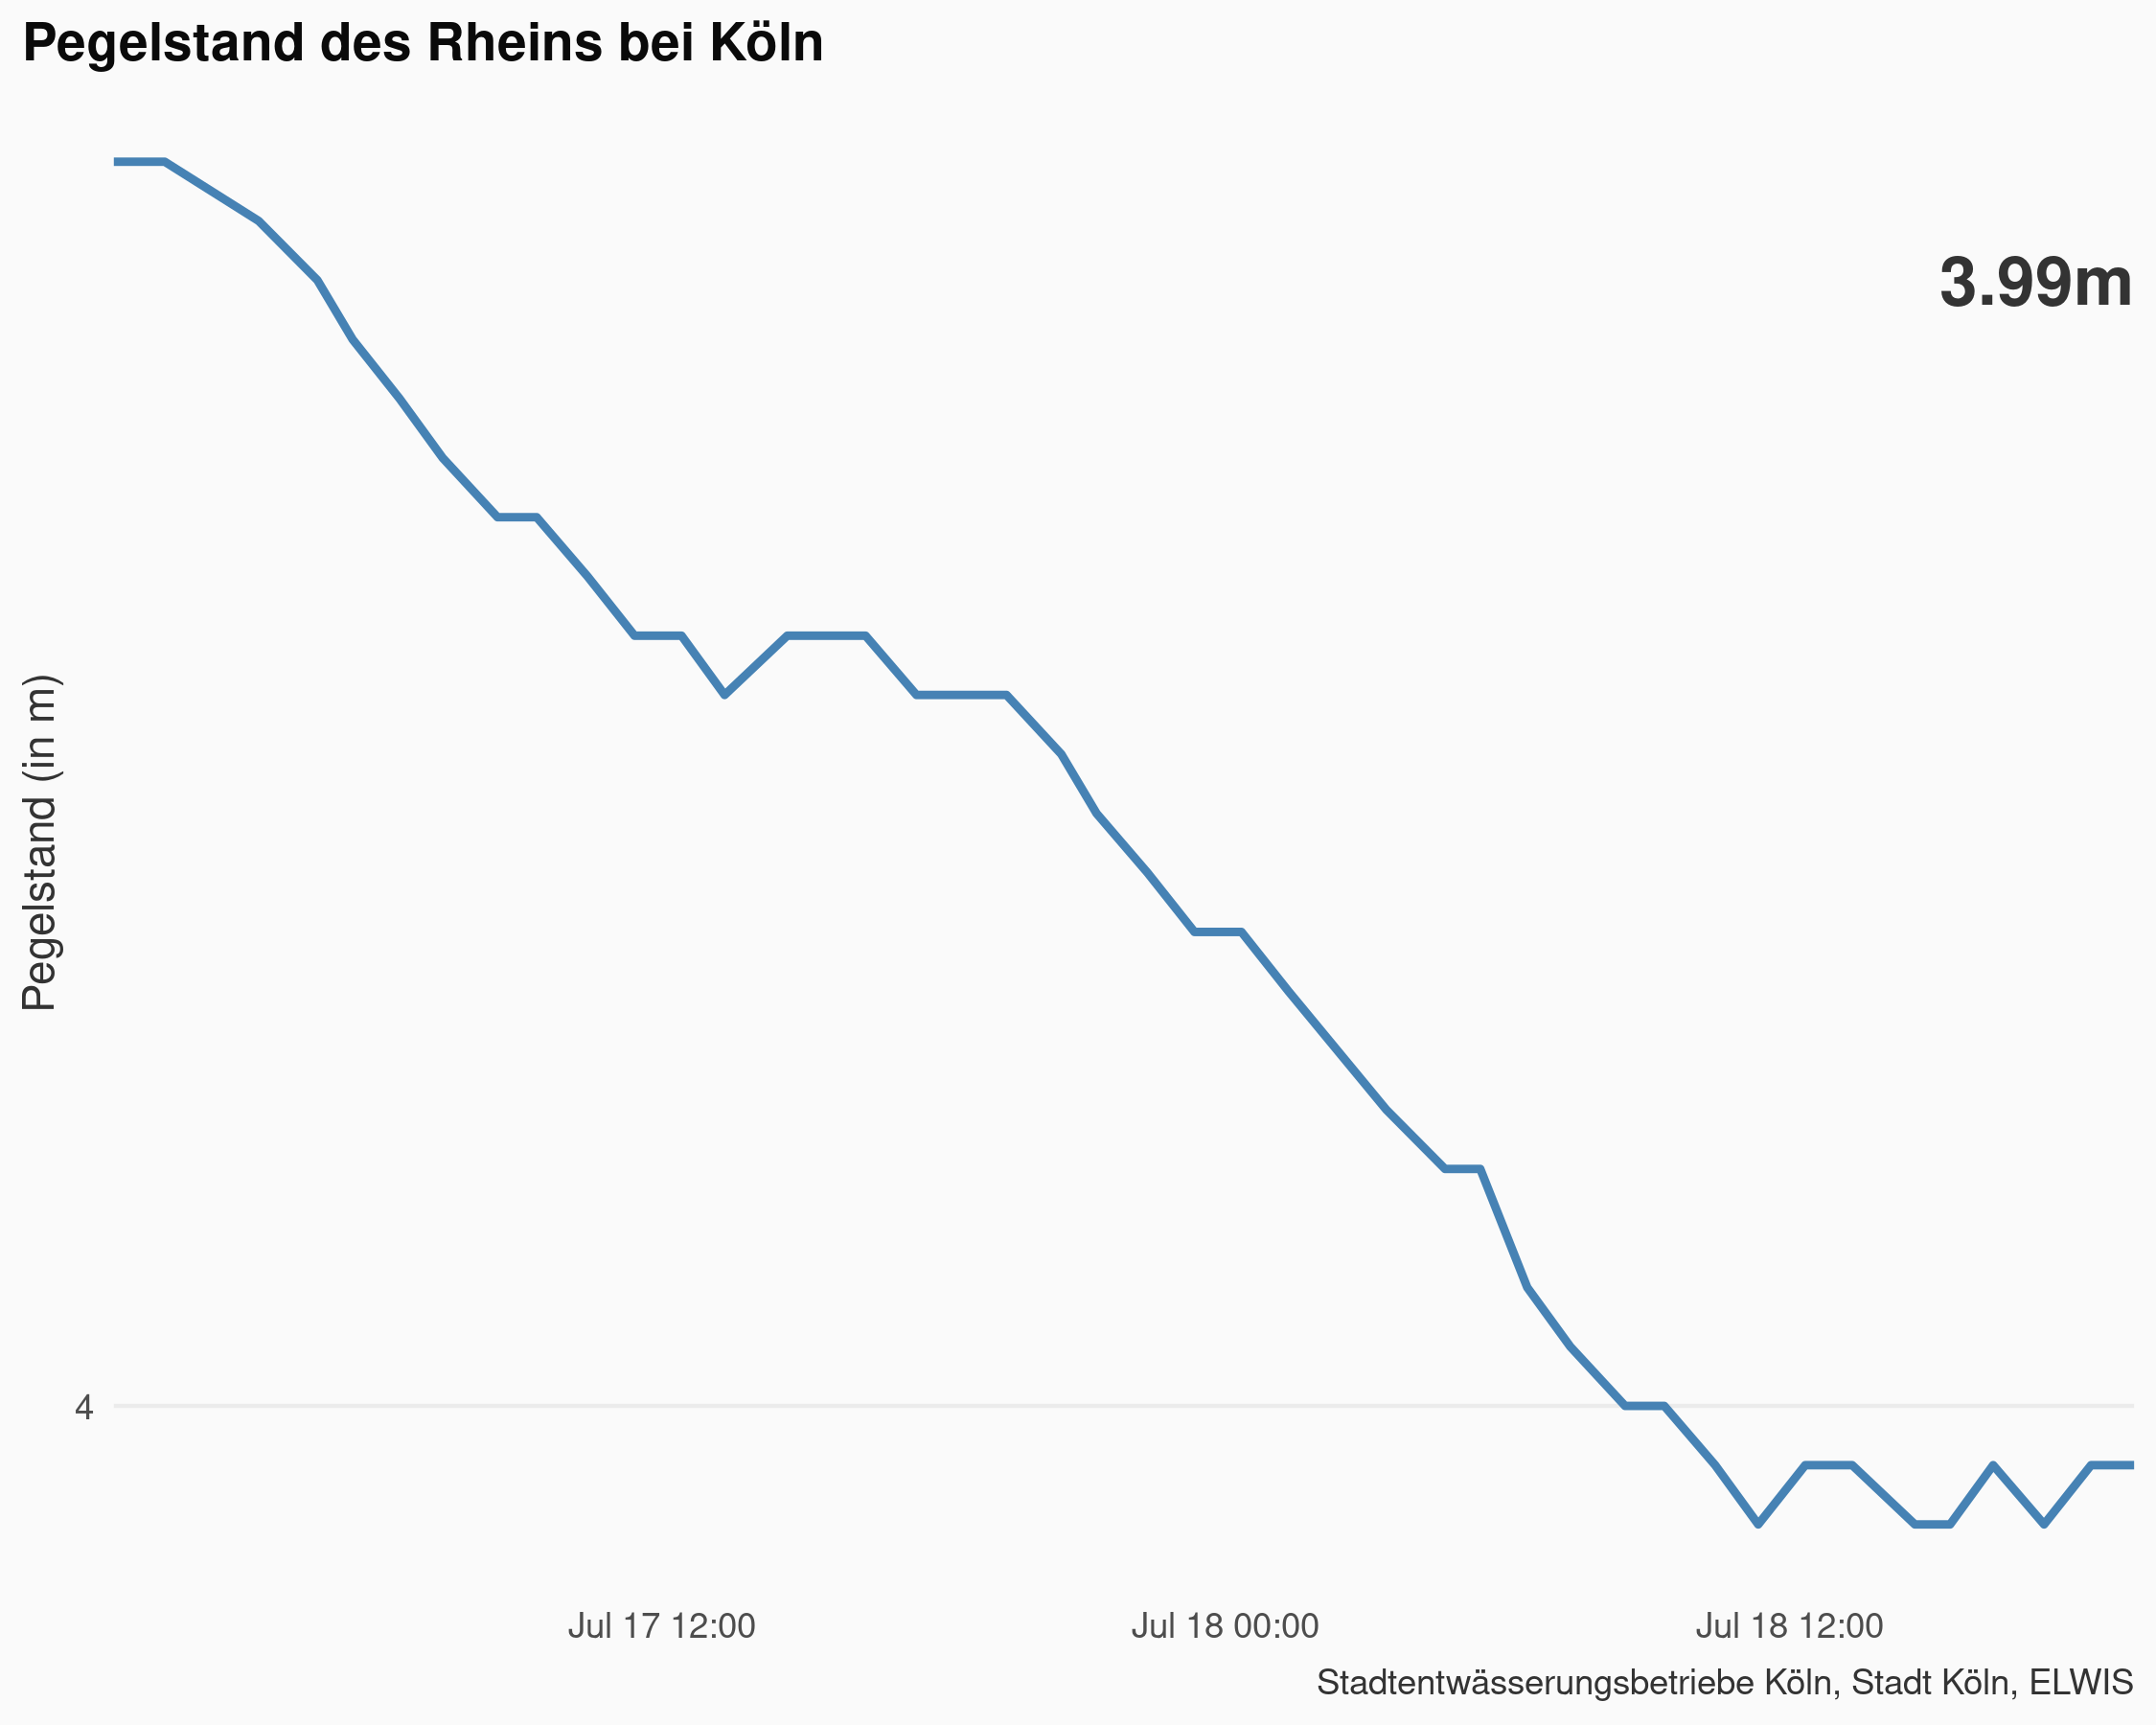 Pegelstand des Rheins bei Köln
3.99m
Pegelstand (in m)
4
Jul 17 12:00
Jul 18 00:00
Jul 18 12:00
Stadtentwässerungsbetriebe Köln, Stadt Köln, ELWIS